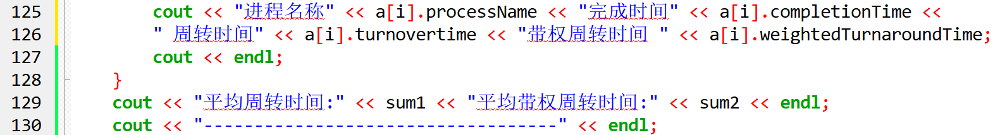 125 cout << "进程名称" << a[i].processName << "完成时间" << a[i].completionTime <<
126 " 周转时间" << a[i].turnovertime << "带权周转时间 " << a[i].weightedTurnaroundTime;
127 cout << endl;
128 }
129 cout << "平均周转时间:" << sum1 << "平均带权周转时间:" << sum2 << endl;
130 cout << "-----------------------------------" << endl;